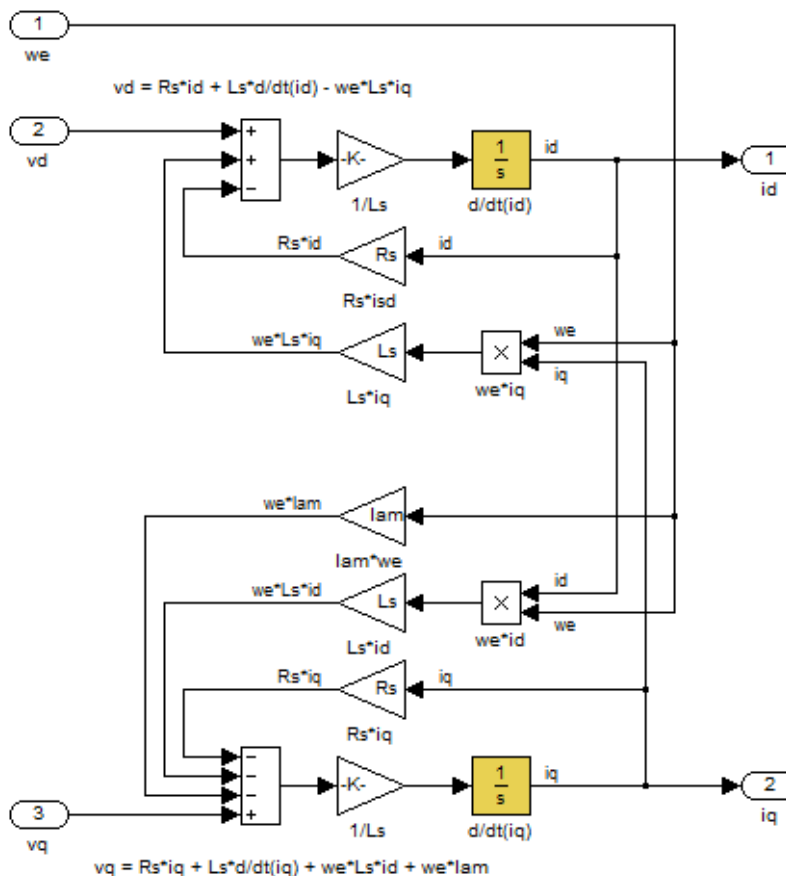 1
we
vd = Rs*id + Ls*d/dt(id) - we*Ls*iq
2
vd
+
+
−
-K-
1/Ls
1
s
d/dt(id)
id
1
id
Rs*id
Rs
id
Rs*isd
we*Ls*iq
Ls
Ls*iq
×
we
iq
we*iq
we*lam
lam
lam*we
we*Ls*id
Ls
Ls*id
×
id
we
we*id
Rs*iq
Rs
iq
Rs*iq
−
−
−
+
-K-
1/Ls
1
s
d/dt(iq)
iq
2
iq
3
vq
vq = Rs*iq + Ls*d/dt(iq) + we*Ls*id + we*lam